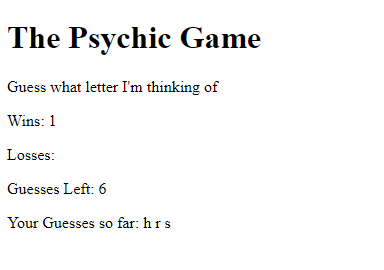 The Psychic Game
Guess what letter I'm thinking of
Wins: 1
Losses:
Guesses Left: 6
Your Guesses so far: h r s